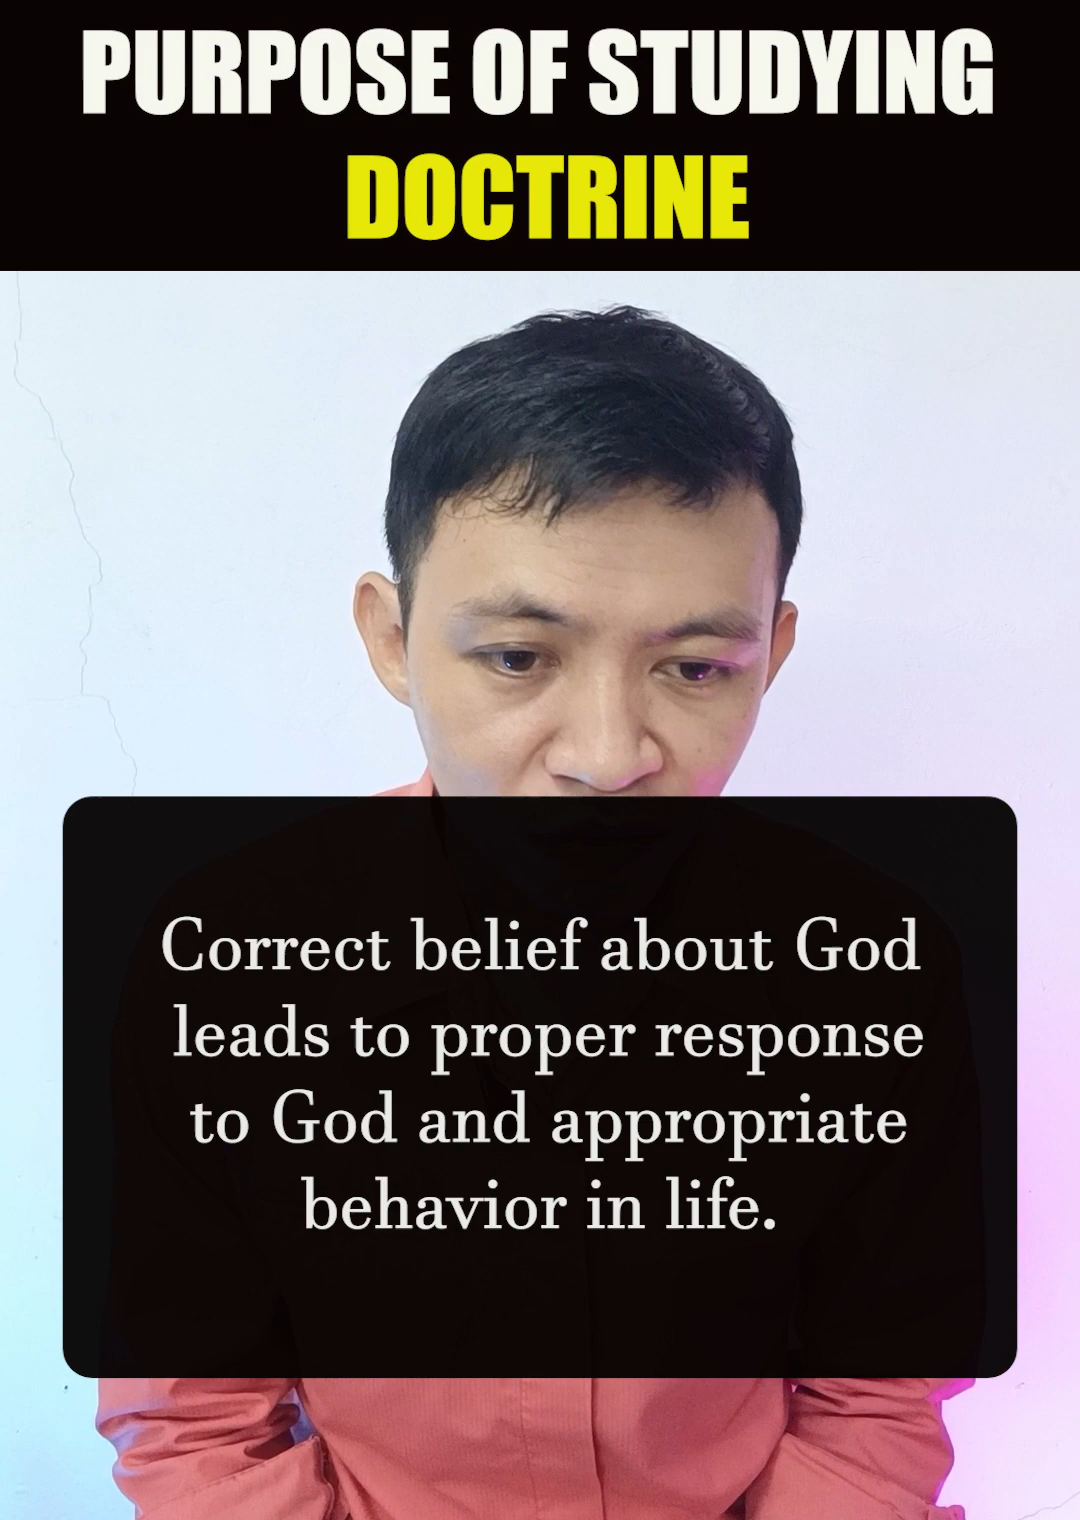 PURPOSE OF STUDYING
DOCTRINE
Correct belief about God
leads to proper response
to God and appropriate
behavior in life.